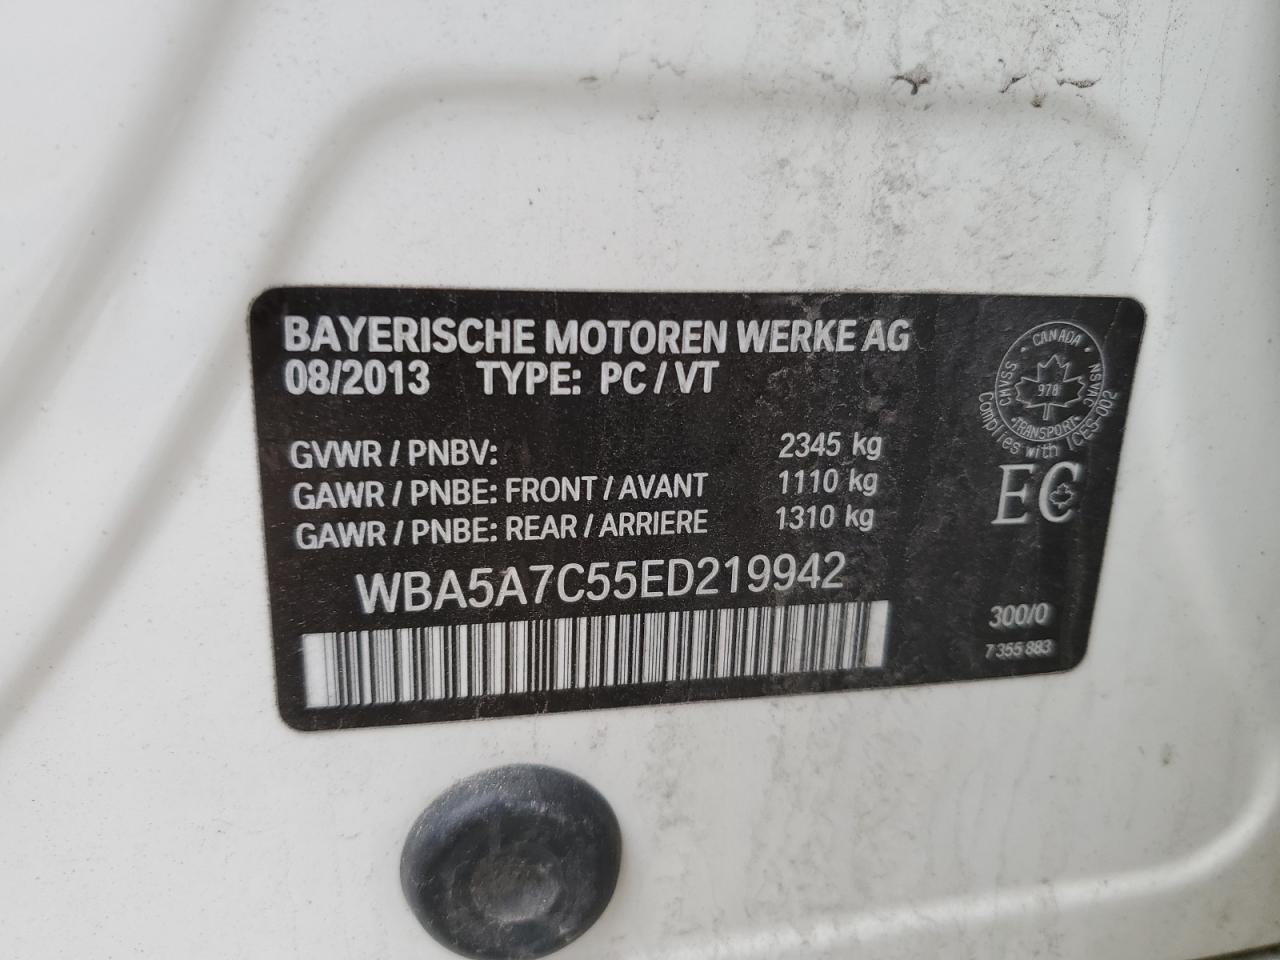 BAYERISCHE MOTOREN WERKE AG
08/2013 TYPE: PC / VT
GVWR / PNBV: 2345 kg
GAWR / PNBE: FRONT / AVANT 1110 kg
GAWR / PNBE: REAR / ARRIERE 1310 kg
WBA5A7C55ED219942
CANADA
CMVSS
NSVAC
978
TRANSPORT
Complies with ICES-002
EC
300/0
7 355 883